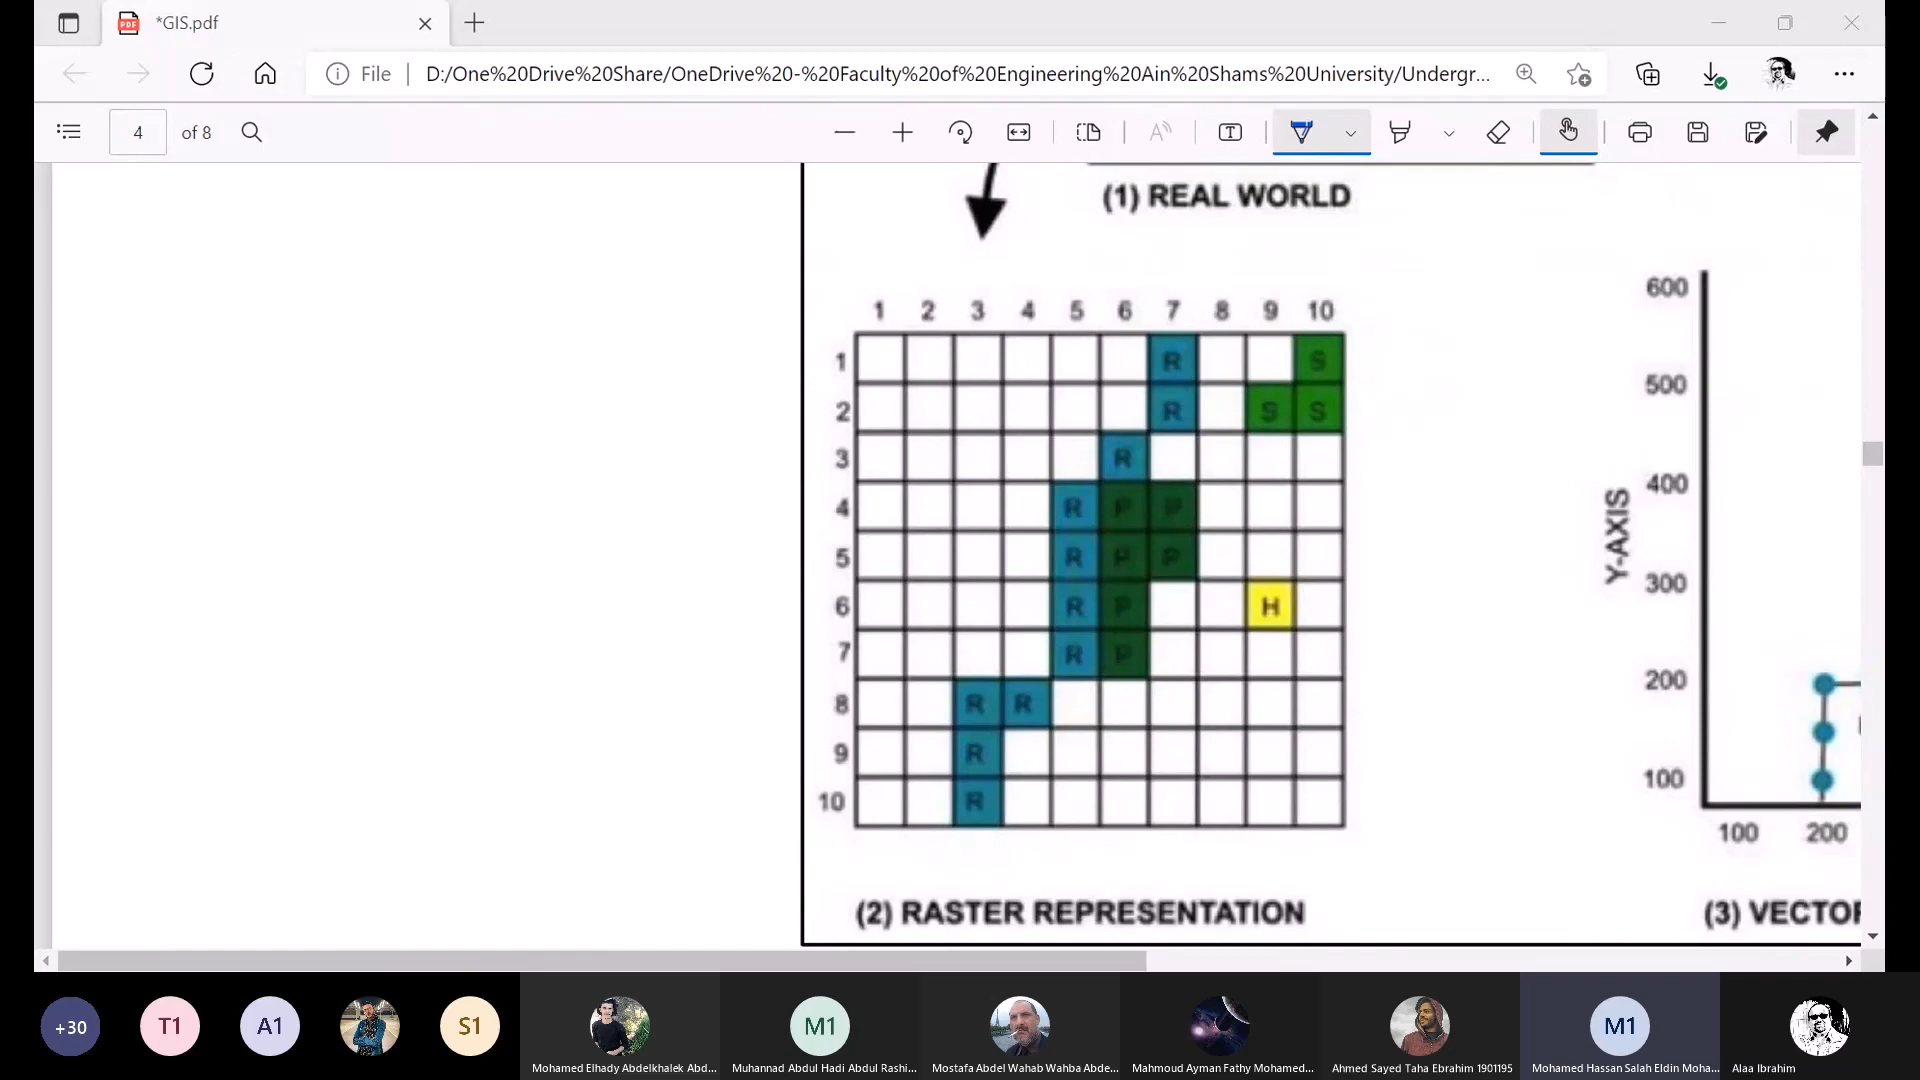 *GIS.pdf
File
D:/One%20Drive%20Share/OneDrive%20-%20Faculty%20of%20Engineering%20Ain%20Shams%20University/Undergr...
4 of 8
(1) REAL WORLD
1 2 3 4 5 6 7 8 9 10
1 R S
2 R S S
3 R
4 R P P
5 R P P
6 R P H
7 R P
8 R R
9 R
10 R
(2) RASTER REPRESENTATION
600
500
400
300
200
100
Y-AXIS
100 200
(3) VECTOR
+30
T1
A1
S1
M1
M1
Mohamed Elhady Abdelkhalek Abd...
Muhannad Abdul Hadi Abdul Rashi...
Mostafa Abdel Wahab Wahba Abde...
Mahmoud Ayman Fathy Mohamed...
Ahmed Sayed Taha Ebrahim 1901195
Mohamed Hassan Salah Eldin Moha...
Alaa Ibrahim